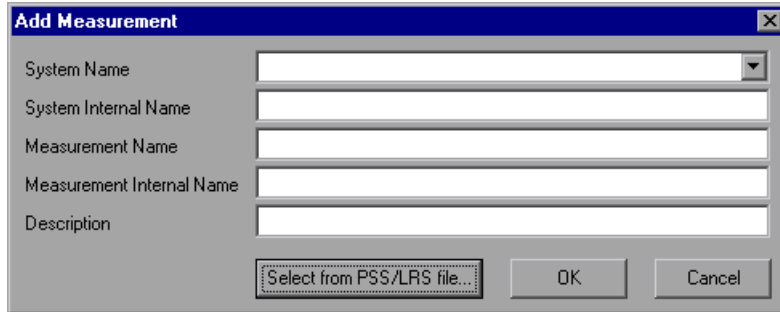 Add Measurement
System Name
System Internal Name
Measurement Name
Measurement Internal Name
Description
Select from PSS/LRS file... OK Cancel